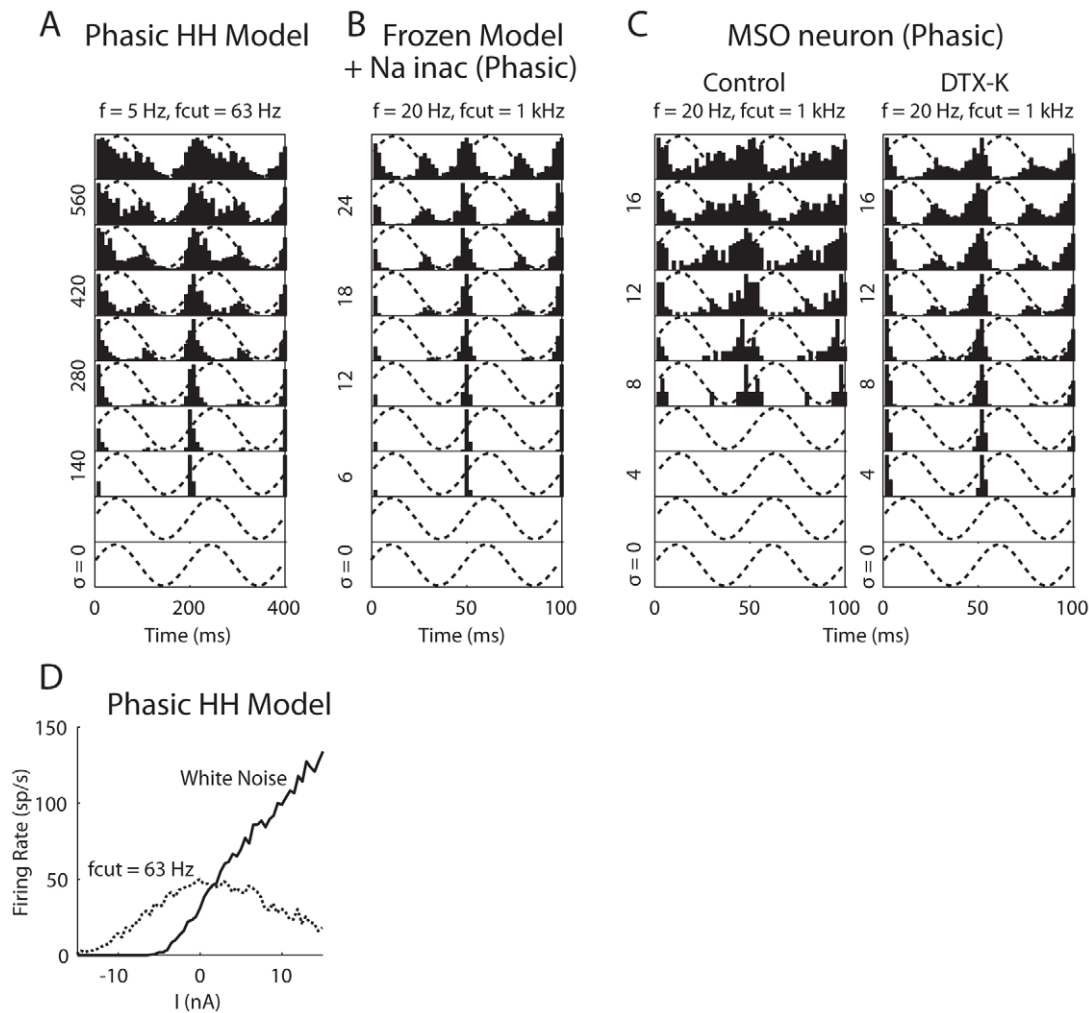 A Phasic HH Model
B Frozen Model
+ Na inac (Phasic)
C MSO neuron (Phasic)
Control
DTX-K
f = 5 Hz, fcut = 63 Hz
f = 20 Hz, fcut = 1 kHz
f = 20 Hz, fcut = 1 kHz
f = 20 Hz, fcut = 1 kHz
560
420
280
140
σ = 0
0 200 400
Time (ms)
24
18
12
6
σ = 0
0 50 100
Time (ms)
16
12
8
4
σ = 0
0 50 100
Time (ms)
16
12
8
4
σ = 0
0 50 100
Time (ms)
D Phasic HH Model
150
100
50
0
Firing Rate (sp/s)
White Noise
fcut = 63 Hz
-10 0 10
I (nA)